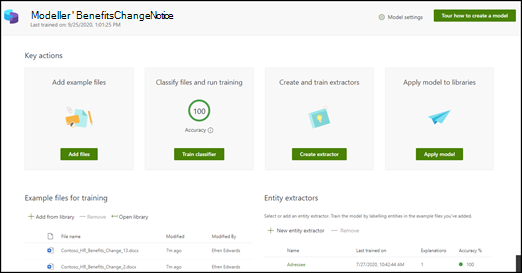 Modeller' BenefitsChangeNotice
Last trained on: 9/25/2020, 1:01:25 PM
Model settings
Tour how to create a model
Key actions
Add example files
Add files
Classify files and run training
100
Accuracy
Train classifier
Create and train extractors
Create extractor
Apply model to libraries
Apply model
Example files for training
Add from library
Remove
Open library
File name Modified Modified By
Contoso_HR_Benefits_Change_13.docx 7m ago Efren Edwards
Contoso_HR_Benefits_Change_2.docx 7m ago Efren Edwards
Entity extractors
Select or add an entity extractor. Train the model by labelling entities in the example files you've added.
New entity extractor
Remove
Name Last trained on Explanations Accuracy %
Adressee 7/27/2020, 10:42:44 AM 1 100